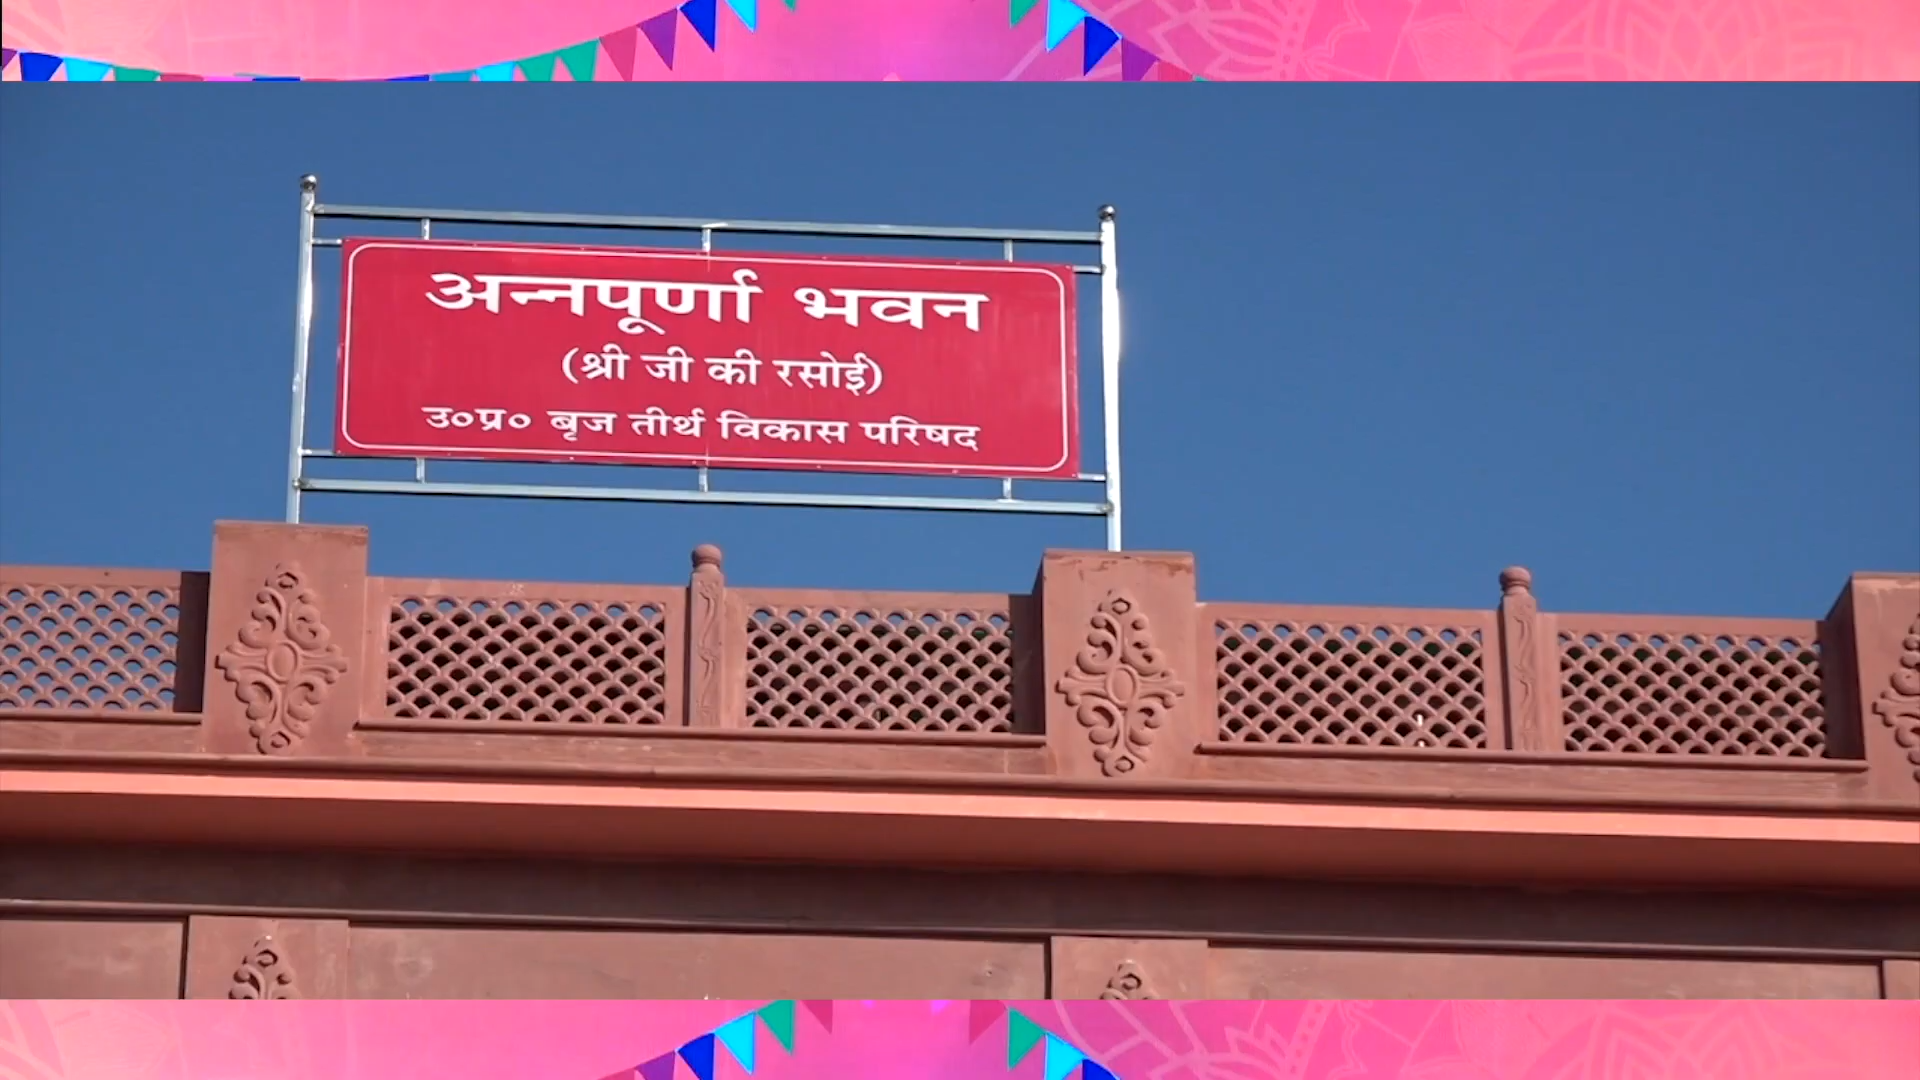 अन्नपूर्णा भवन
(श्री जी की रसोई)
उ०प्र० बृज तीर्थ विकास परिषद